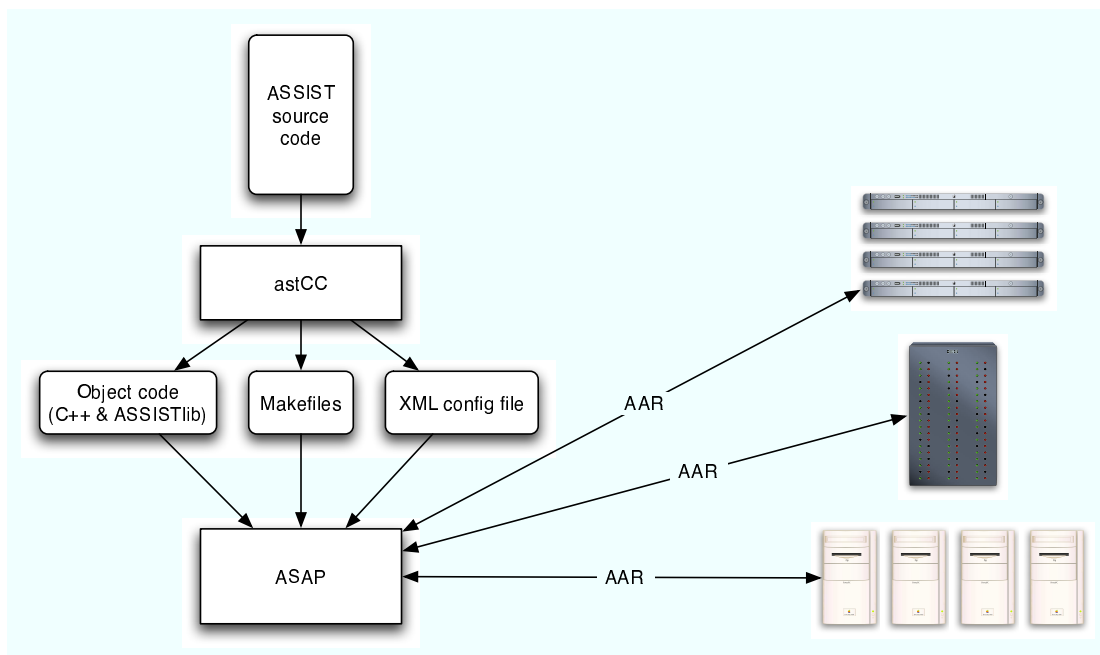 ASSIST
source
code
astCC
Object code
(C++ & ASSISTlib)
Makefiles
XML config file
AAR
AAR
ASAP
AAR